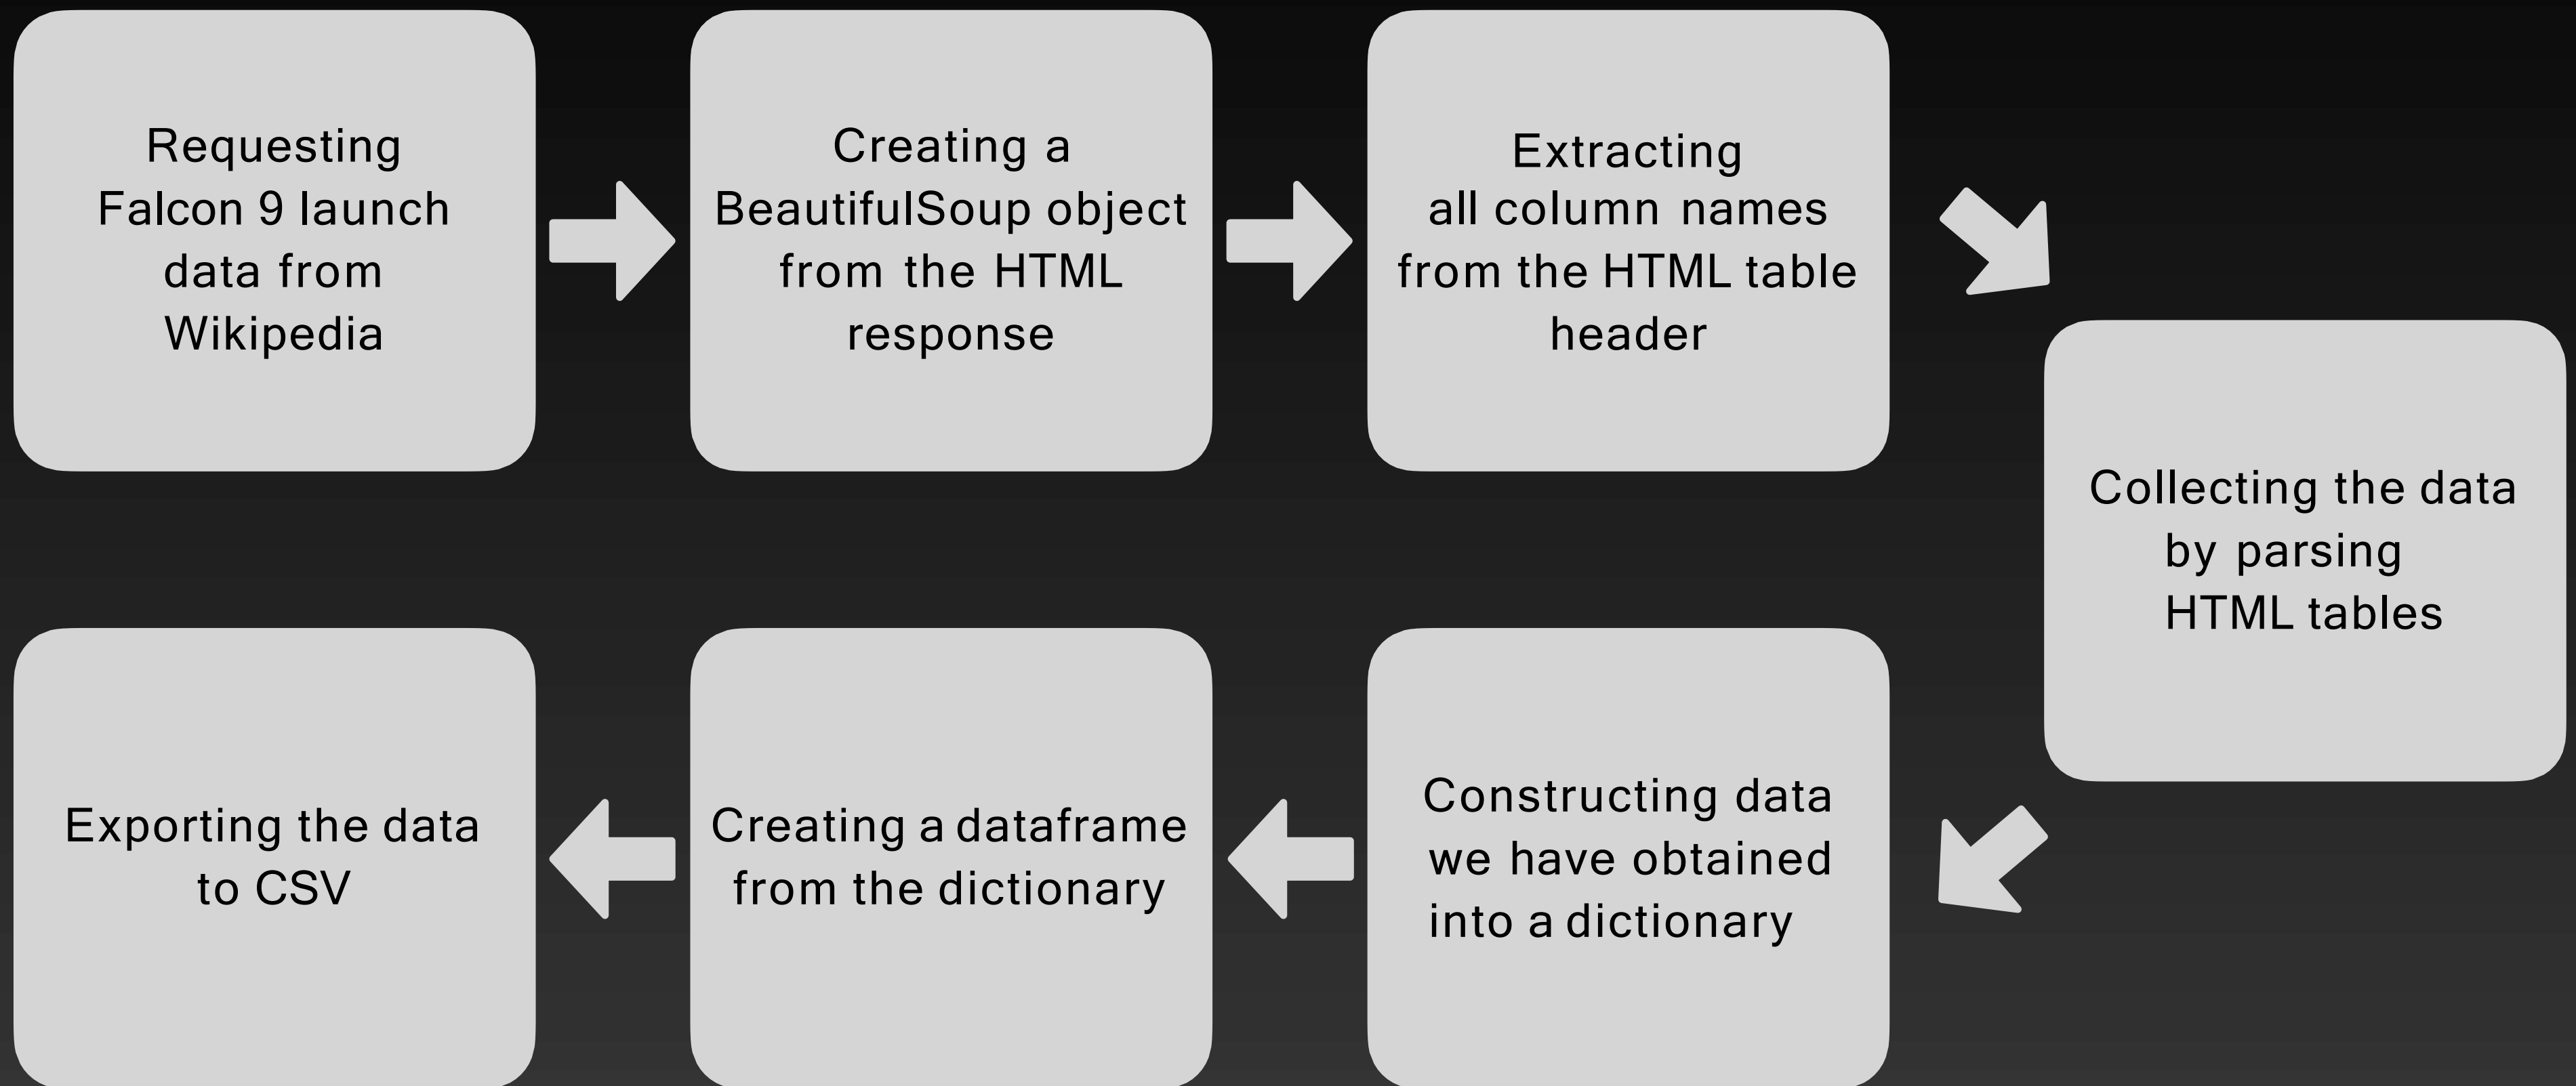 Requesting
Falcon 9 launch
data from
Wikipedia
Creating a
BeautifulSoup object
from the HTML
response
Extracting
all column names
from the HTML table
header
Collecting the data
by parsing
HTML tables
Constructing data
we have obtained
into a dictionary
Creating a dataframe
from the dictionary
Exporting the data
to CSV